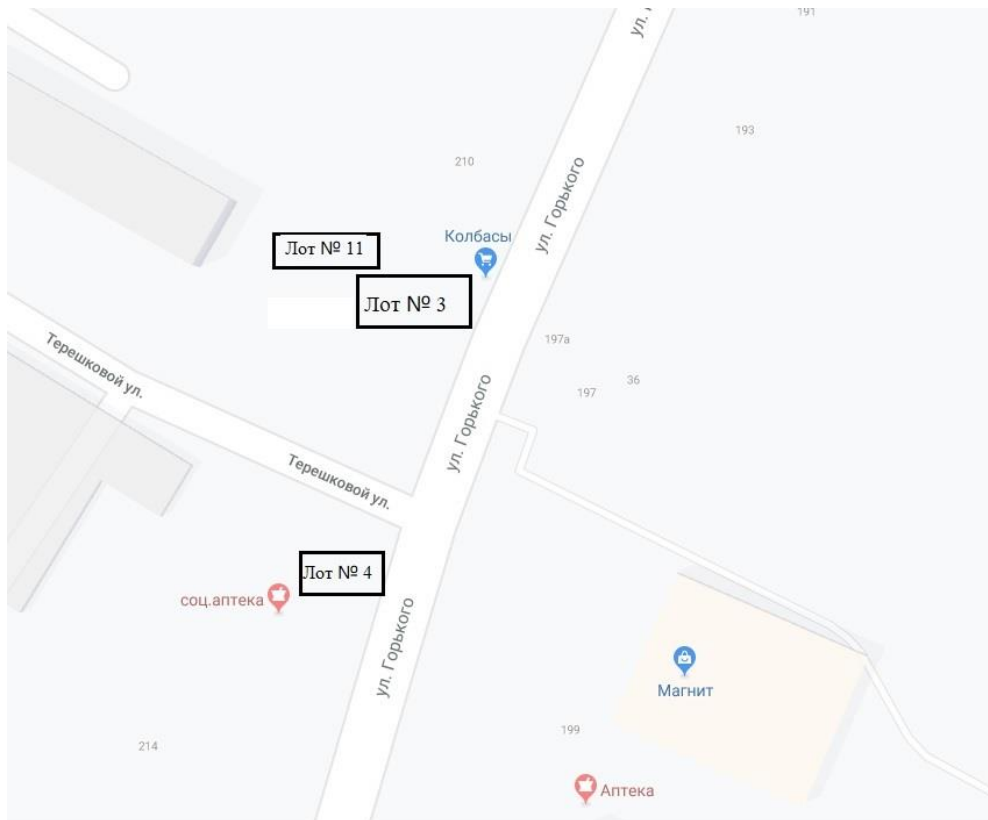 ул. Г
191
193
210
ул. Горького
Колбасы
Лот № 11
Лот № 3
197а
36
197
Терешковой ул.
ул. Горького
Терешковой ул.
Лот № 4
соц.аптека
ул. Горького
Магнит
199
214
Аптека